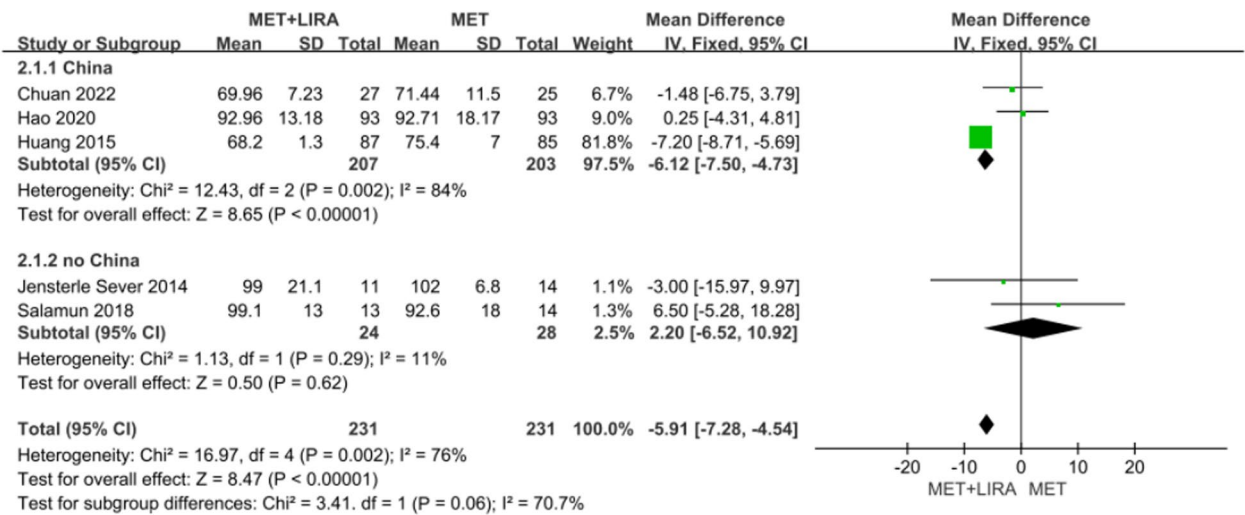 MET+LIRA MET Mean Difference Mean Difference
Study or Subgroup Mean SD Total Mean SD Total Weight IV, Fixed, 95% CI IV, Fixed, 95% CI
2.1.1 China
Chuan 2022 69.96 7.23 27 71.44 11.5 25 6.7% -1.48 [-6.75, 3.79]
Hao 2020 92.96 13.18 93 92.71 18.17 93 9.0% 0.25 [-4.31, 4.81]
Huang 2015 68.2 1.3 87 75.4 7 85 81.8% -7.20 [-8.71, -5.69]
Subtotal (95% CI) 207 203 97.5% -6.12 [-7.50, -4.73]
Heterogeneity: Chi² = 12.43, df = 2 (P = 0.002); I² = 84%
Test for overall effect: Z = 8.65 (P < 0.00001)
2.1.2 no China
Jensterle Sever 2014 99 21.1 11 102 6.8 14 1.1% -3.00 [-15.97, 9.97]
Salamun 2018 99.1 13 13 92.6 18 14 1.3% 6.50 [-5.28, 18.28]
Subtotal (95% CI) 24 28 2.5% 2.20 [-6.52, 10.92]
Heterogeneity: Chi² = 1.13, df = 1 (P = 0.29); I² = 11%
Test for overall effect: Z = 0.50 (P = 0.62)
Total (95% CI) 231 231 100.0% -5.91 [-7.28, -4.54]
Heterogeneity: Chi² = 16.97, df = 4 (P = 0.002); I² = 76%
Test for overall effect: Z = 8.47 (P < 0.00001)
Test for subgroup differences: Chi² = 3.41. df = 1 (P = 0.06); I² = 70.7%
-20 -10 0 10 20
MET+LIRA MET